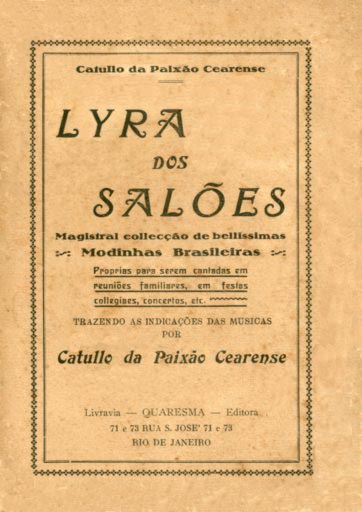 Catullo da Paixão Cearense
LYRA
DOS
SALÕES
Magistral collecção de bellissimas
Modinhas Brasileiras
Proprias para serem cantadas em
reuniões familiares, em festas
collegiaes, concertos, etc.
TRAZENDO AS INDICAÇÕES DAS MUSICAS
POR
Catullo da Paixão Cearense
Livravia — QUARESMA — Editora
71 e 73 RUA S. JOSE' 71 e 73
RIO DE JANEIRO